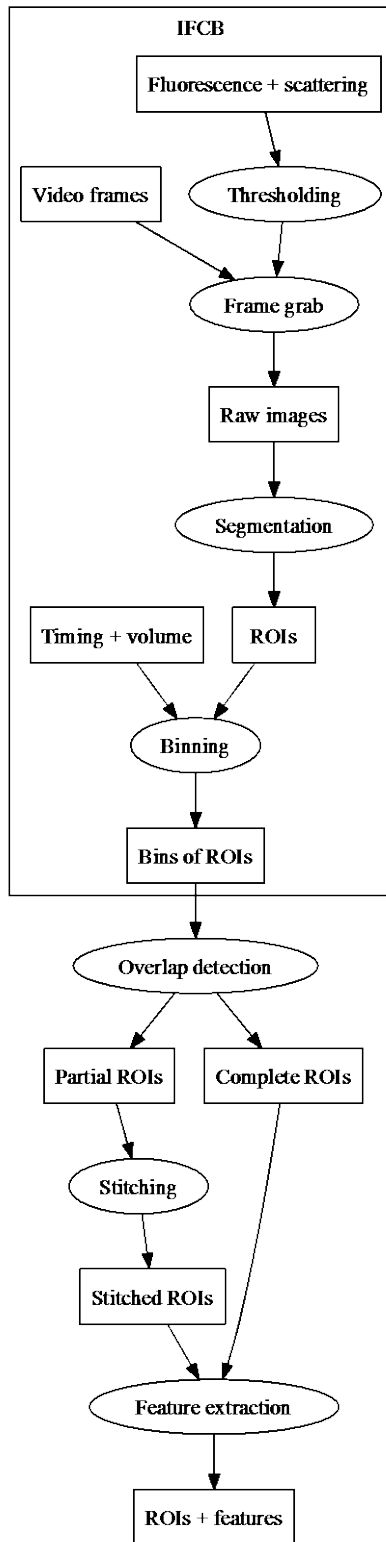 IFCB
Fluorescence + scattering
Video frames
Thresholding
Frame grab
Raw images
Segmentation
Timing + volume
ROIs
Binning
Bins of ROIs
Overlap detection
Partial ROIs
Complete ROIs
Stitching
Stitched ROIs
Feature extraction
ROIs + features